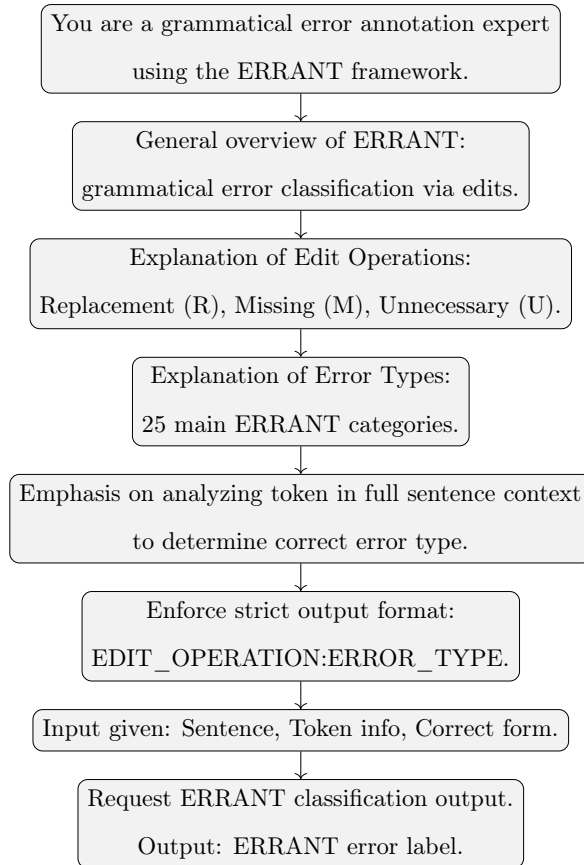 You are a grammatical error annotation expert
using the ERRANT framework.
General overview of ERRANT:
grammatical error classification via edits.
Explanation of Edit Operations:
Replacement (R), Missing (M), Unnecessary (U).
Explanation of Error Types:
25 main ERRANT categories.
Emphasis on analyzing token in full sentence context
to determine correct error type.
Enforce strict output format:
EDIT_OPERATION:ERROR_TYPE.
Input given: Sentence, Token info, Correct form.
Request ERRANT classification output.
Output: ERRANT error label.